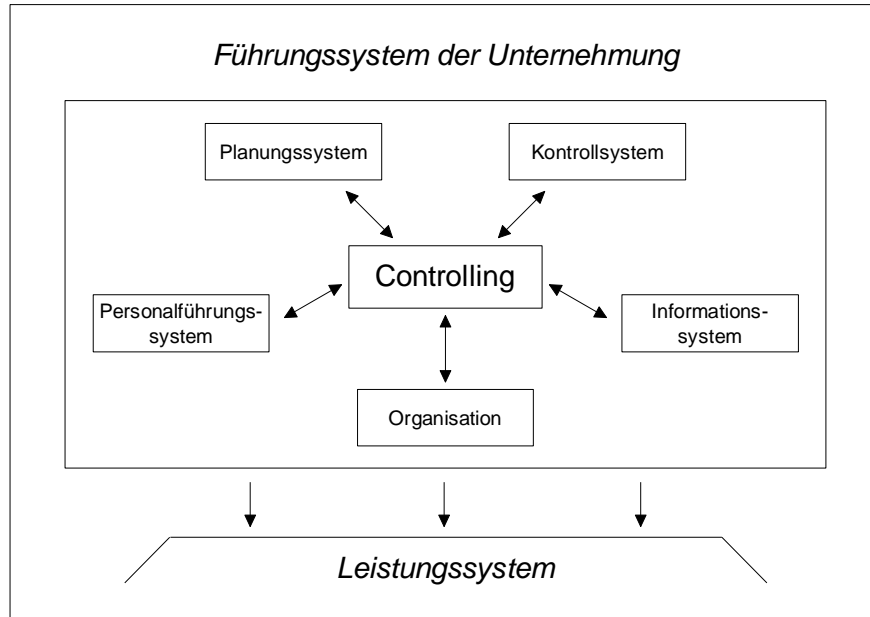 Führungssystem der Unternehmung
Planungssystem
Kontrollsystem
Controlling
Personalführungs-
system
Informations-
system
Organisation
Leistungssystem